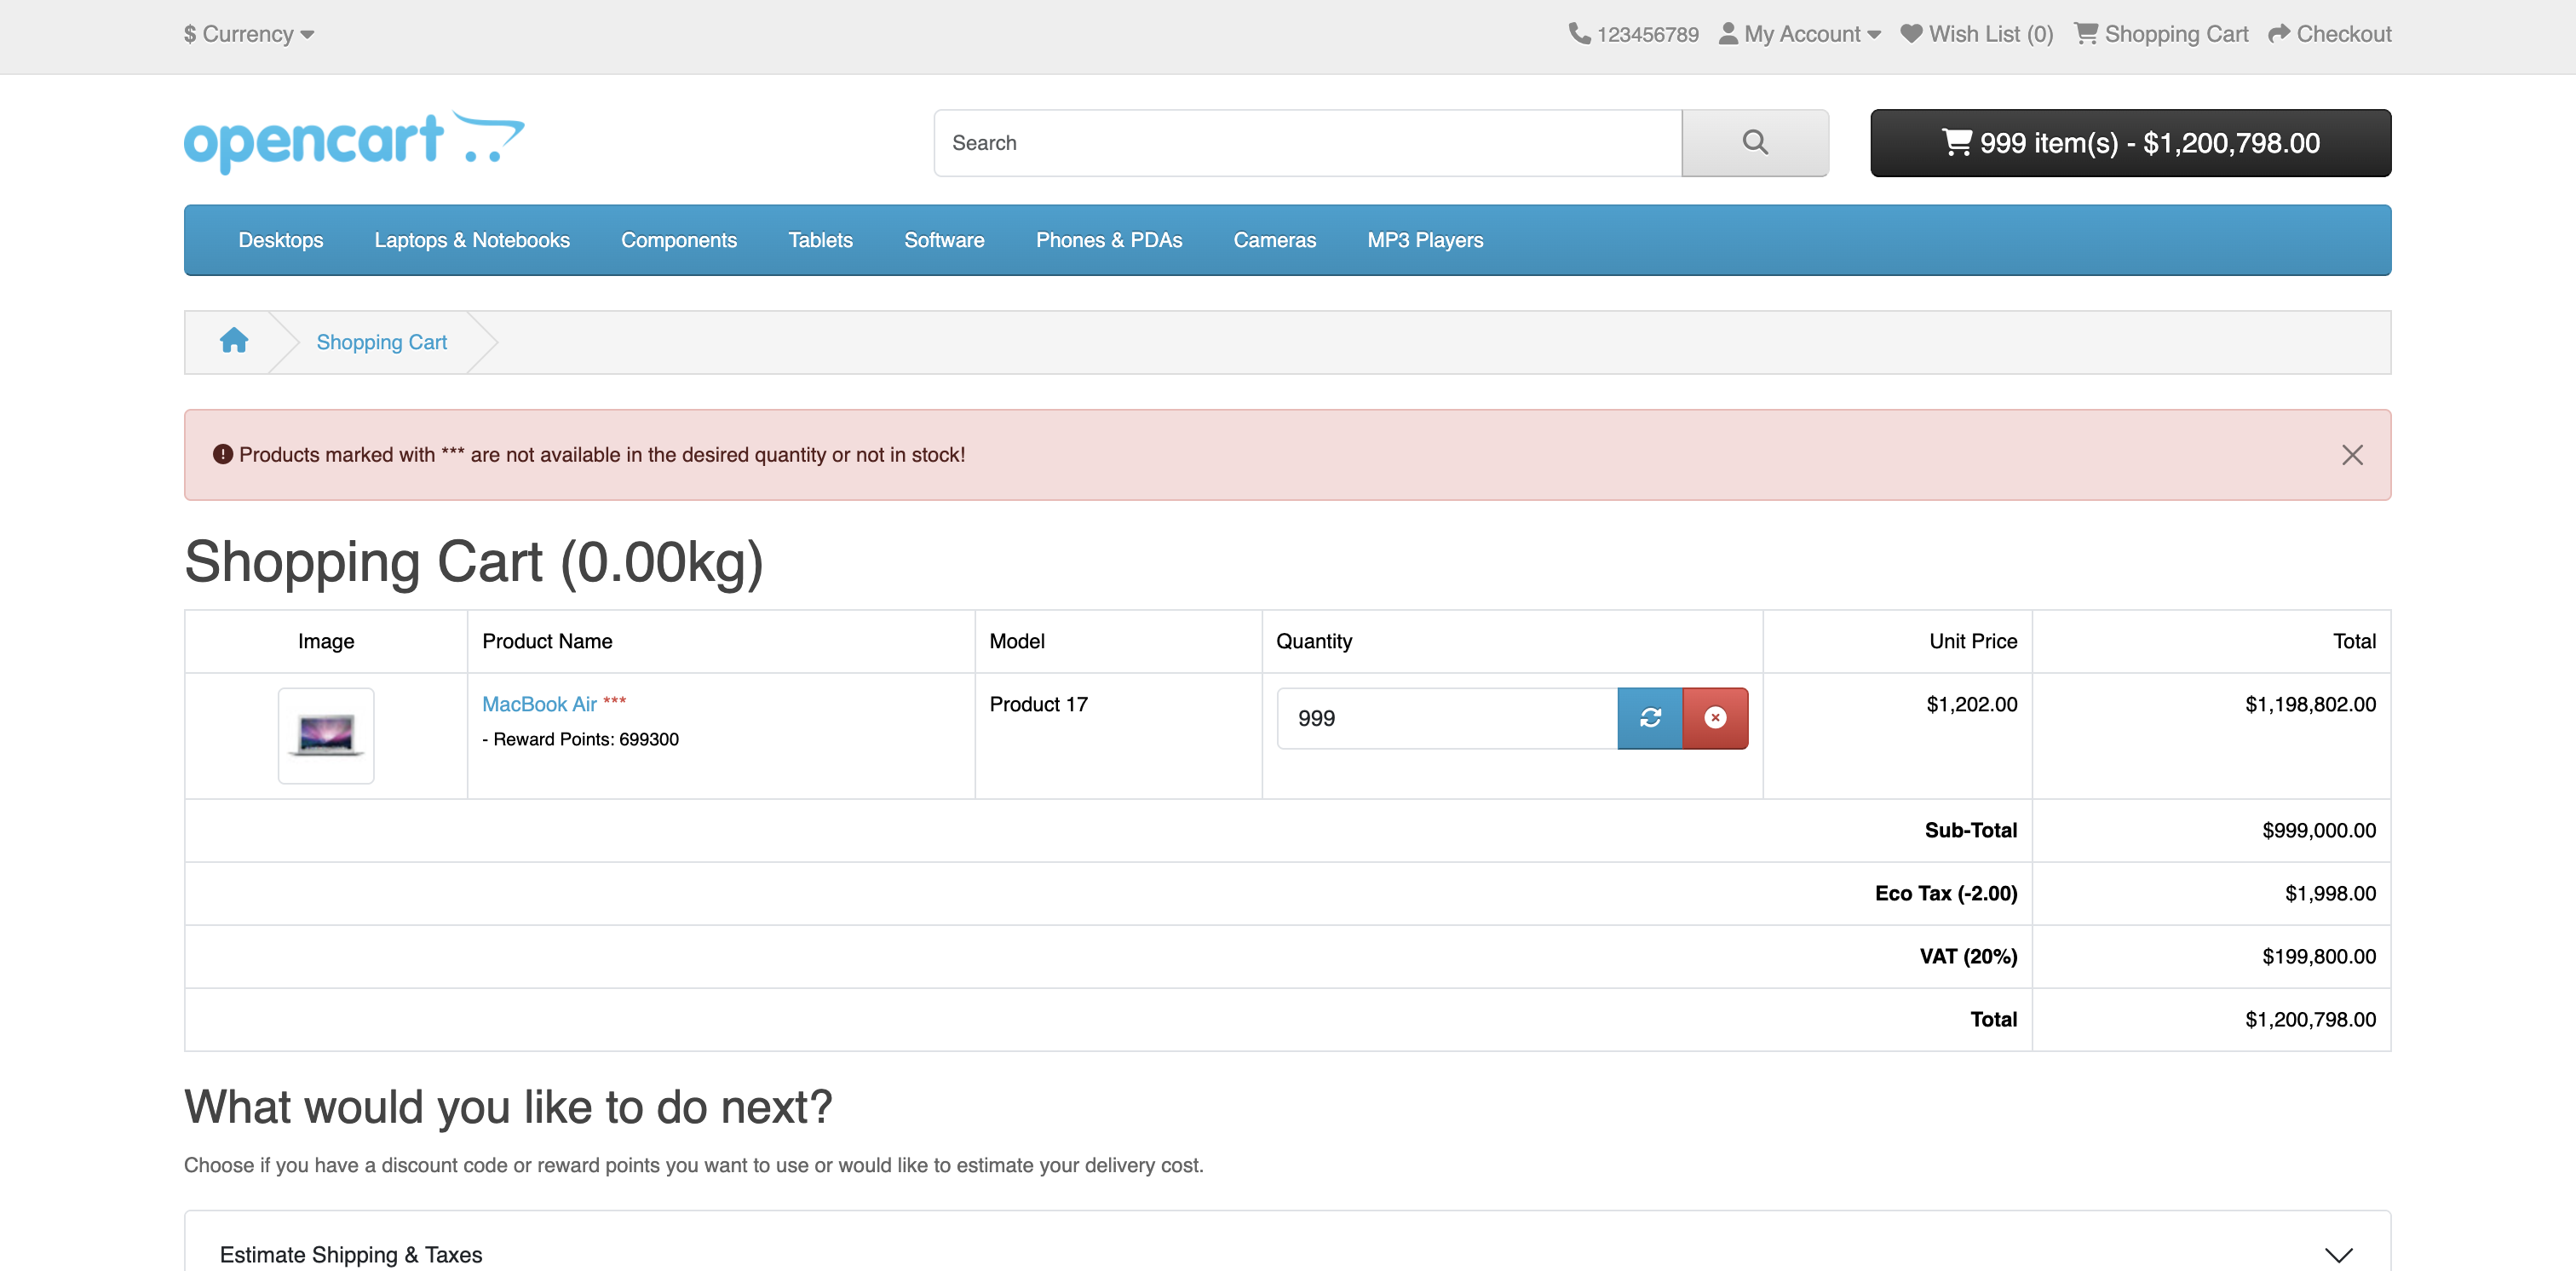 $ Currency
123456789 My Account Wish List (0) Shopping Cart Checkout
opencart
Search
999 item(s) - $1,200,798.00
Desktops Laptops & Notebooks Components Tablets Software Phones & PDAs Cameras MP3 Players
Shopping Cart
Products marked with *** are not available in the desired quantity or not in stock!
Shopping Cart (0.00kg)
Image Product Name Model Quantity Unit Price Total
MacBook Air *** Product 17 999 $1,202.00 $1,198,802.00
- Reward Points: 699300
Sub-Total $999,000.00
Eco Tax (-2.00) $1,998.00
VAT (20%) $199,800.00
Total $1,200,798.00
What would you like to do next?
Choose if you have a discount code or reward points you want to use or would like to estimate your delivery cost.
Estimate Shipping & Taxes